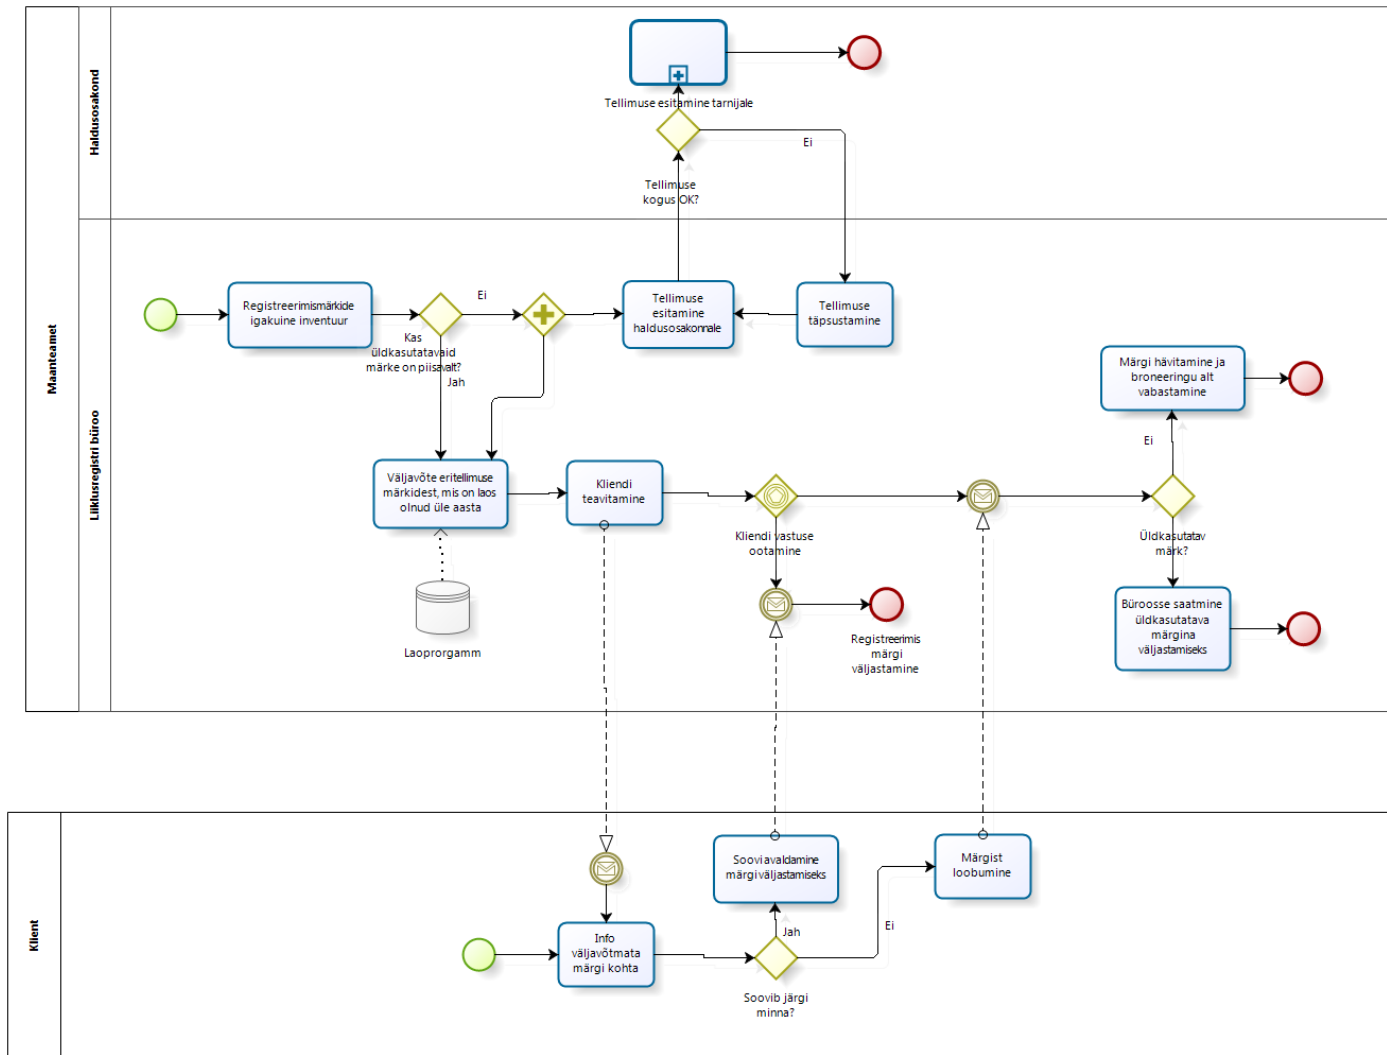 Maanteamet
Haldusosakond
Tellimuse esitamine tarnijale
Ei
Tellimuse
kogus OK?
Liiklusregistri büroo
Registreerimismärkide
igakuine inventuur
Ei
Kas
üldkasutatavaid
märke on piisavalt?
Jah
Tellimuse
esitamine
haldusosakonnale
Tellimuse
täpsustamine
Märgi hävitamine ja
broneeringu alt
vabastamine
Ei
Väljavõte eritellimuse
märkidest, mis on laos
olnud üle aasta
Kliendi
teavitamine
Kliendi vastuse
ootamine
Üldkasutatav
märk?
Laoprorgamm
Registreerimis
märgi
väljastamine
Büroosse saatmine
üldkasutatava
märgina
väljastamiseks
Klient
Soovi avaldamine
märgi väljastamiseks
Märgist
loobumine
Jah
Ei
Info
väljavõtmata
märgi kohta
Soovib järgi
minna?